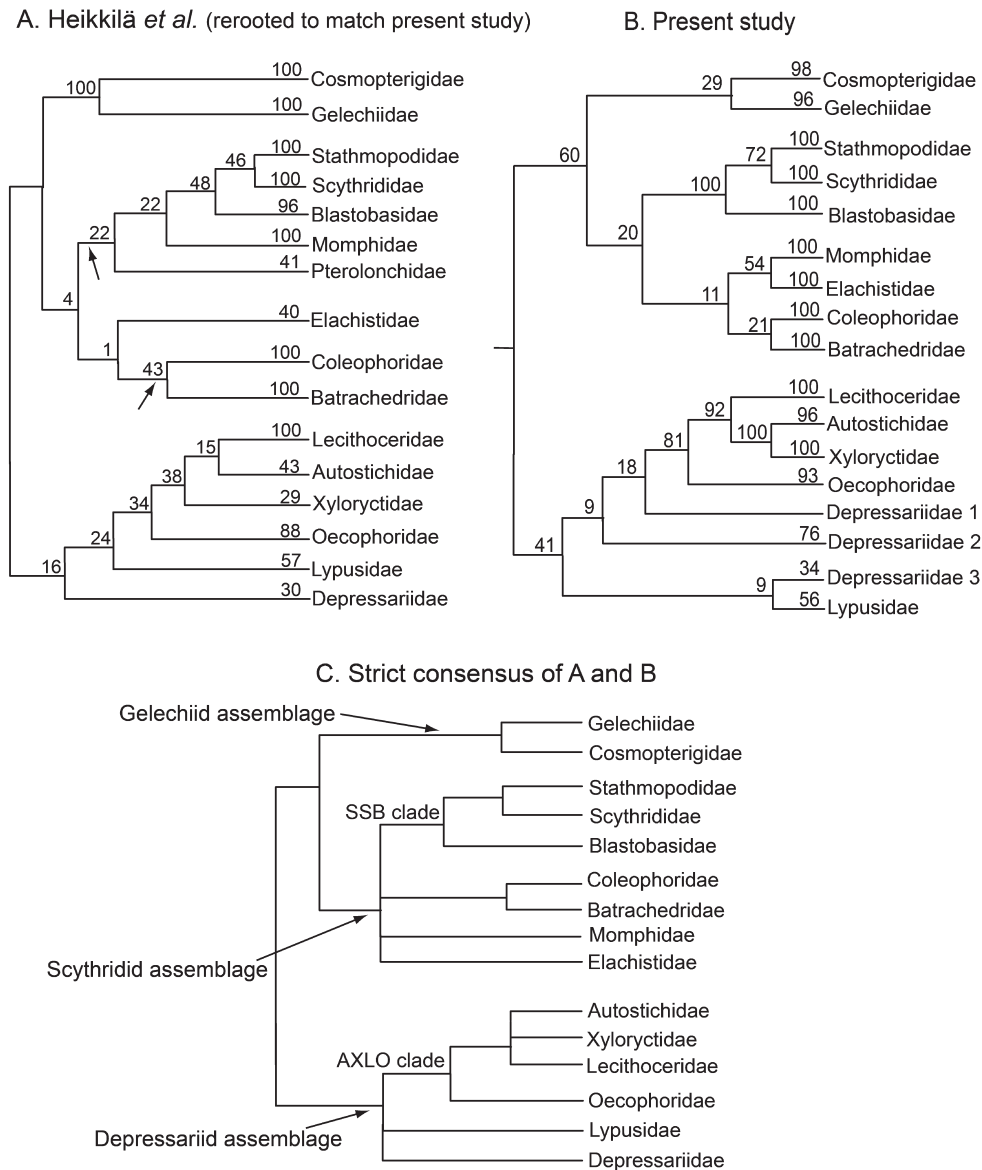 A. Heikkilä et al. (rerooted to match present study)
100
100 Cosmopterigidae
100 Gelechiidae
46
100 Stathmopodidae
100 Scythrididae
48
96 Blastobasidae
22
100 Momphidae
22
41 Pterolonchidae
4
40 Elachistidae
1
100 Coleophoridae
43
100 Batrachedridae
15
100 Lecithoceridae
43 Autostichidae
38
29 Xyloryctidae
34
88 Oecophoridae
24
57 Lypusidae
16
30 Depressariidae
B. Present study
29
98 Cosmopterigidae
96 Gelechiidae
60
72
100 Stathmopodidae
100 Scythrididae
100
100 Blastobasidae
20
54
100 Momphidae
100 Elachistidae
11
21
100 Coleophoridae
100 Batrachedridae
92
100 Lecithoceridae
100
96 Autostichidae
100 Xyloryctidae
81
93 Oecophoridae
18
Depressariidae 1
9
76 Depressariidae 2
41
9
34 Depressariidae 3
56 Lypusidae
C. Strict consensus of A and B
Gelechiid assemblage
Gelechiidae
Cosmopterigidae
SSB clade
Stathmopodidae
Scythrididae
Blastobasidae
Coleophoridae
Batrachedridae
Momphidae
Elachistidae
Scythridid assemblage
AXLO clade
Autostichidae
Xyloryctidae
Lecithoceridae
Oecophoridae
Lypusidae
Depressariidae
Depressariid assemblage